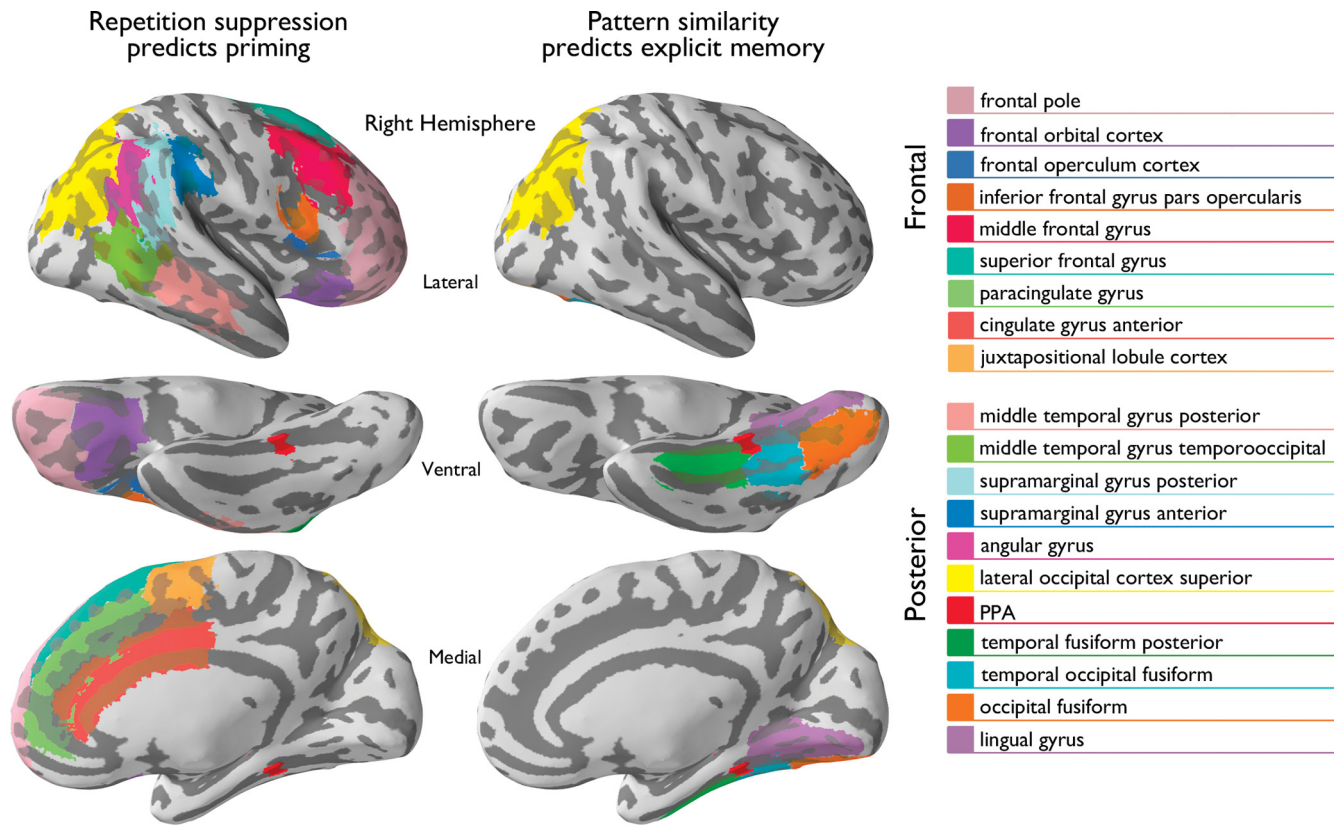 Repetition suppression
predicts priming
Pattern similarity
predicts explicit memory
Right Hemisphere
Lateral
Ventral
Medial
Frontal
frontal pole
frontal orbital cortex
frontal operculum cortex
inferior frontal gyrus pars opercularis
middle frontal gyrus
superior frontal gyrus
paracingulate gyrus
cingulate gyrus anterior
juxtapositional lobule cortex
Posterior
middle temporal gyrus posterior
middle temporal gyrus temporooccipital
supramarginal gyrus posterior
supramarginal gyrus anterior
angular gyrus
lateral occipital cortex superior
PPA
temporal fusiform posterior
temporal occipital fusiform
occipital fusiform
lingual gyrus